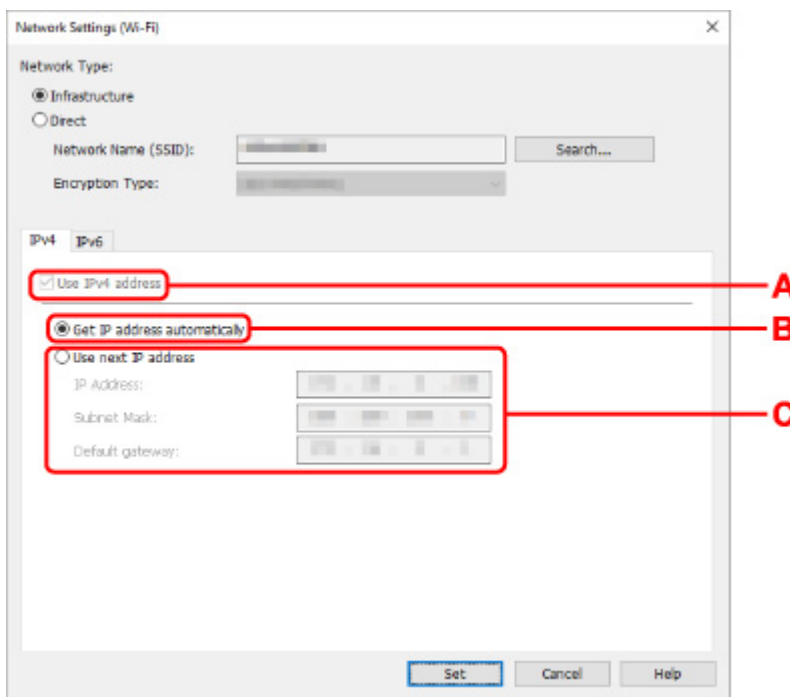 Network Settings (Wi-Fi)
Network Type:
Infrastructure
Direct
Network Name (SSID):
Search...
Encryption Type:
IPv4 IPv6
Use IPv4 address
A
Get IP address automatically
B
Use next IP address
IP Address:
Subnet Mask:
C
Default gateway:
Set Cancel Help